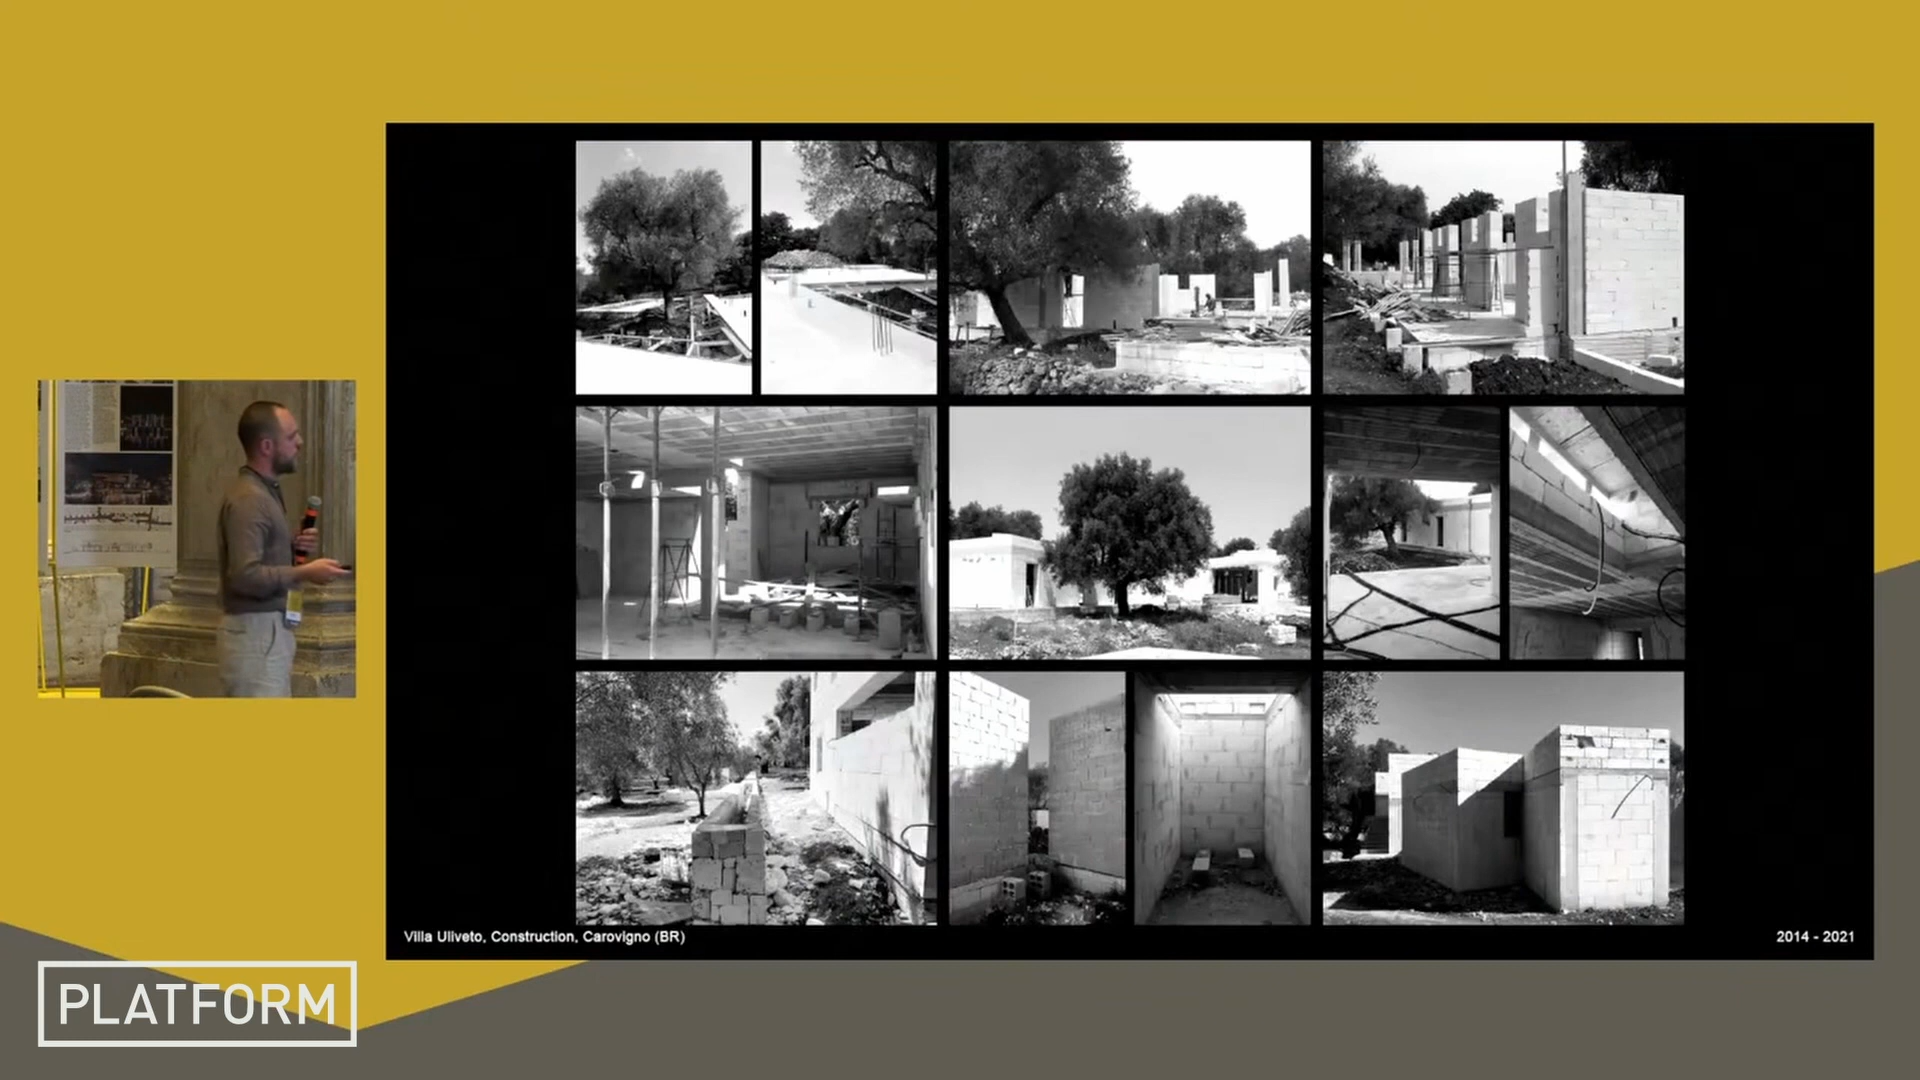 Villa Uliveto, Construction, Carovigno (BR)
2014 - 2021
PLATFORM